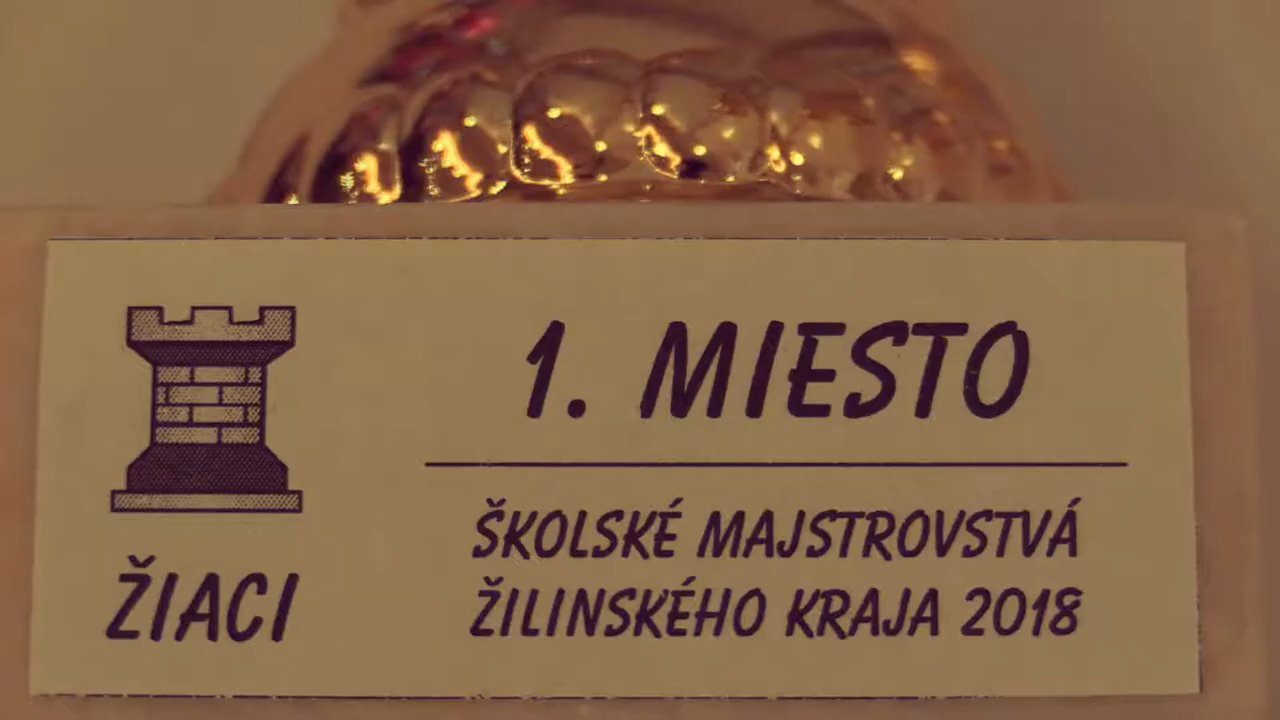 1. MIESTO
ŠKOLSKÉ MAJSTROVSTVÁ
ŽILINSKÉHO KRAJA 2018
ŽIACI